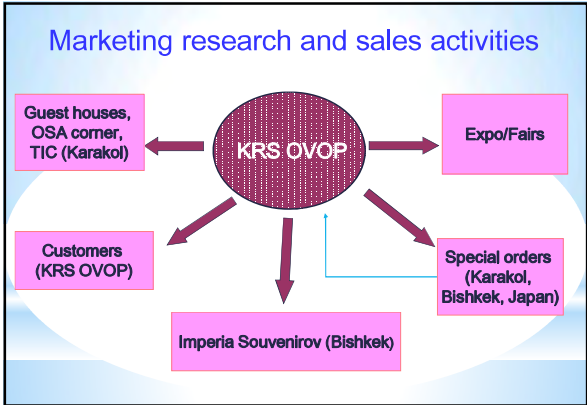 Marketing research and sales activities
Guest houses,
OSA corner,
TIC (Karakol)
KRS OVOP
Expo/Fairs
Customers
(KRS OVOP)
Special orders
(Karakol,
Bishkek, Japan)
Imperia Souvenirov (Bishkek)